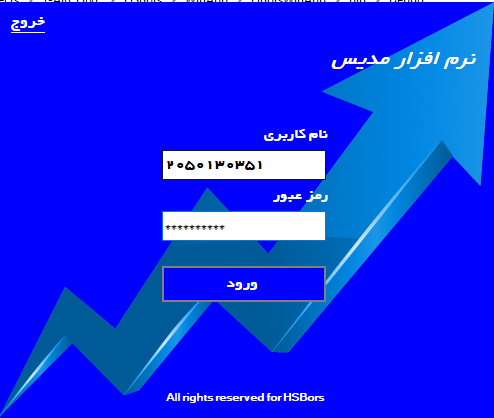 خروج
نرم افزار مدیس
نام کاربری
۲۰۵۰۱۳۰۳۵۱
رمز عبور
**********
ورود
All rights reserved for HSBors